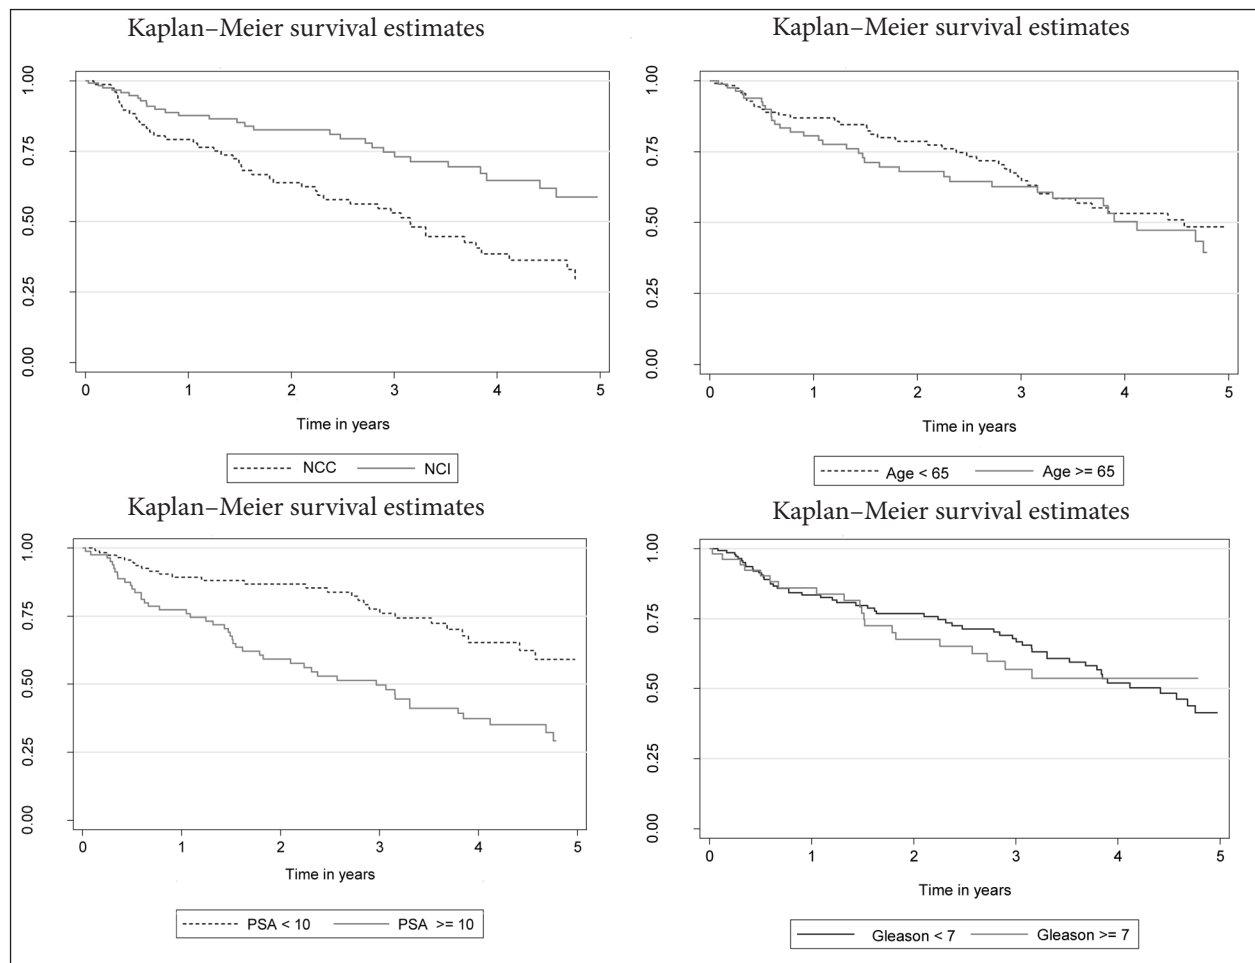 Kaplan–Meier survival estimates
1.00
0.75
0.50
0.25
0.00
0 1 2 3 4 5
Time in years
NCC NCI
Kaplan–Meier survival estimates
1.00
0.75
0.50
0.25
0.00
0 1 2 3 4 5
Time in years
Age < 65 Age >= 65
Kaplan–Meier survival estimates
1.00
0.75
0.50
0.25
0.00
0 1 2 3 4 5
Time in years
PSA < 10 PSA >= 10
Kaplan–Meier survival estimates
1.00
0.75
0.50
0.25
0.00
0 1 2 3 4 5
Time in years
Gleason < 7 Gleason >= 7